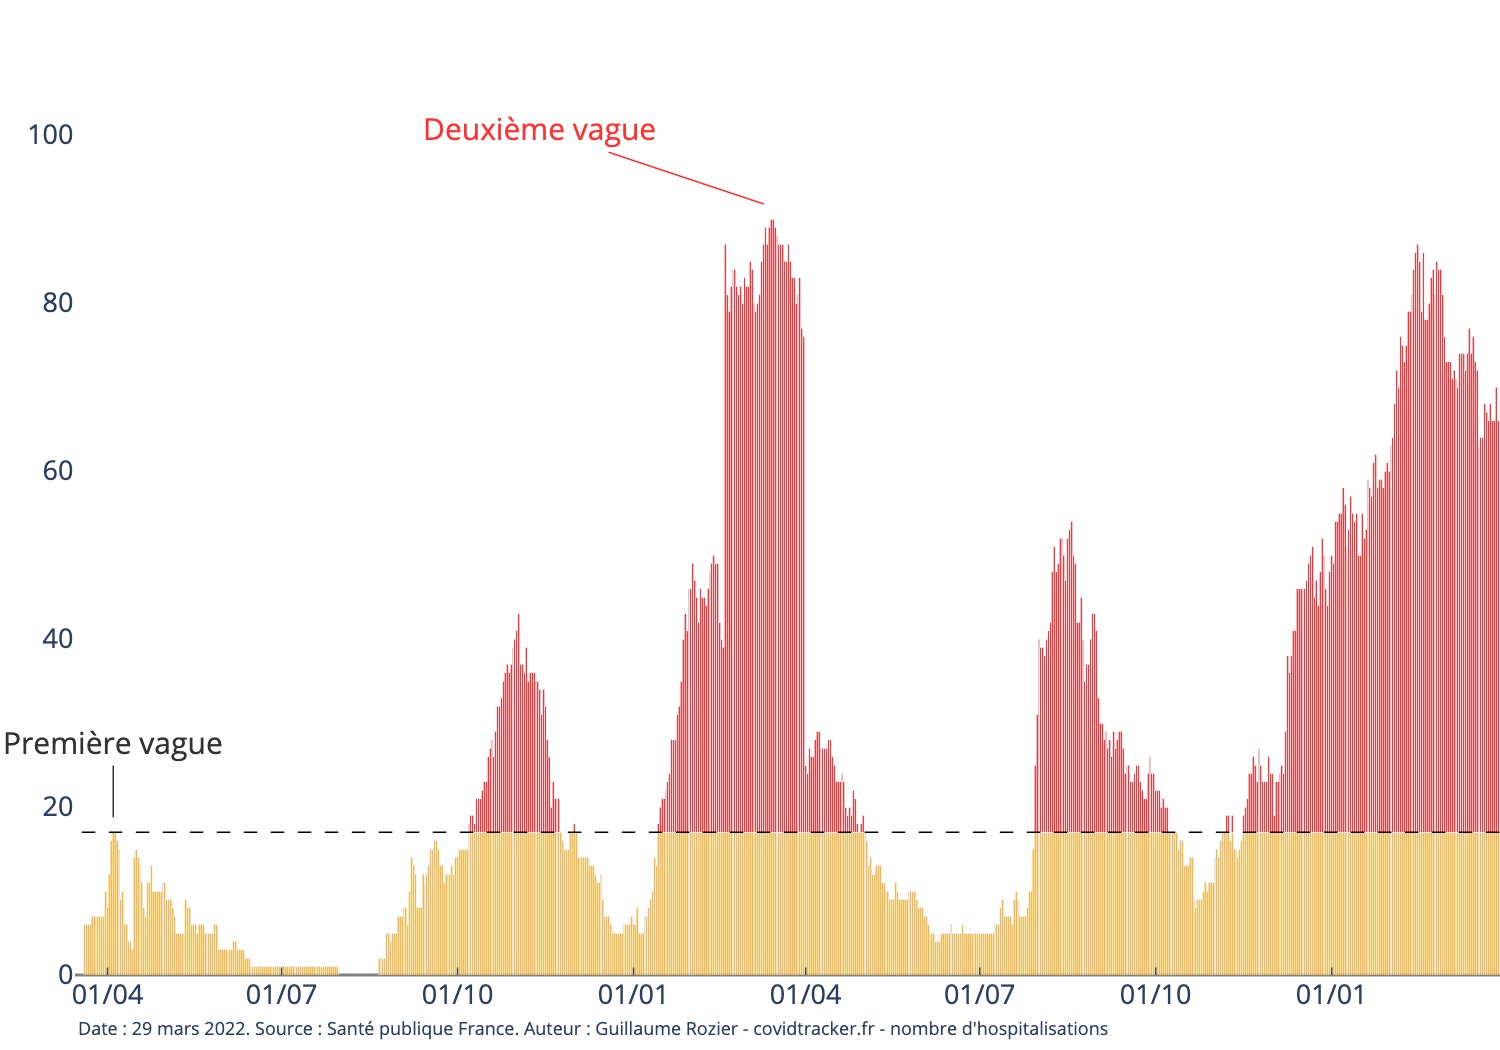 Deuxième vague
100
80
60
40
Première vague
20
0
01/04 01/07 01/10 01/01 01/04 01/07 01/10 01/01
Date : 29 mars 2022. Source : Santé publique France. Auteur : Guillaume Rozier - covidtracker.fr - nombre d'hospitalisations